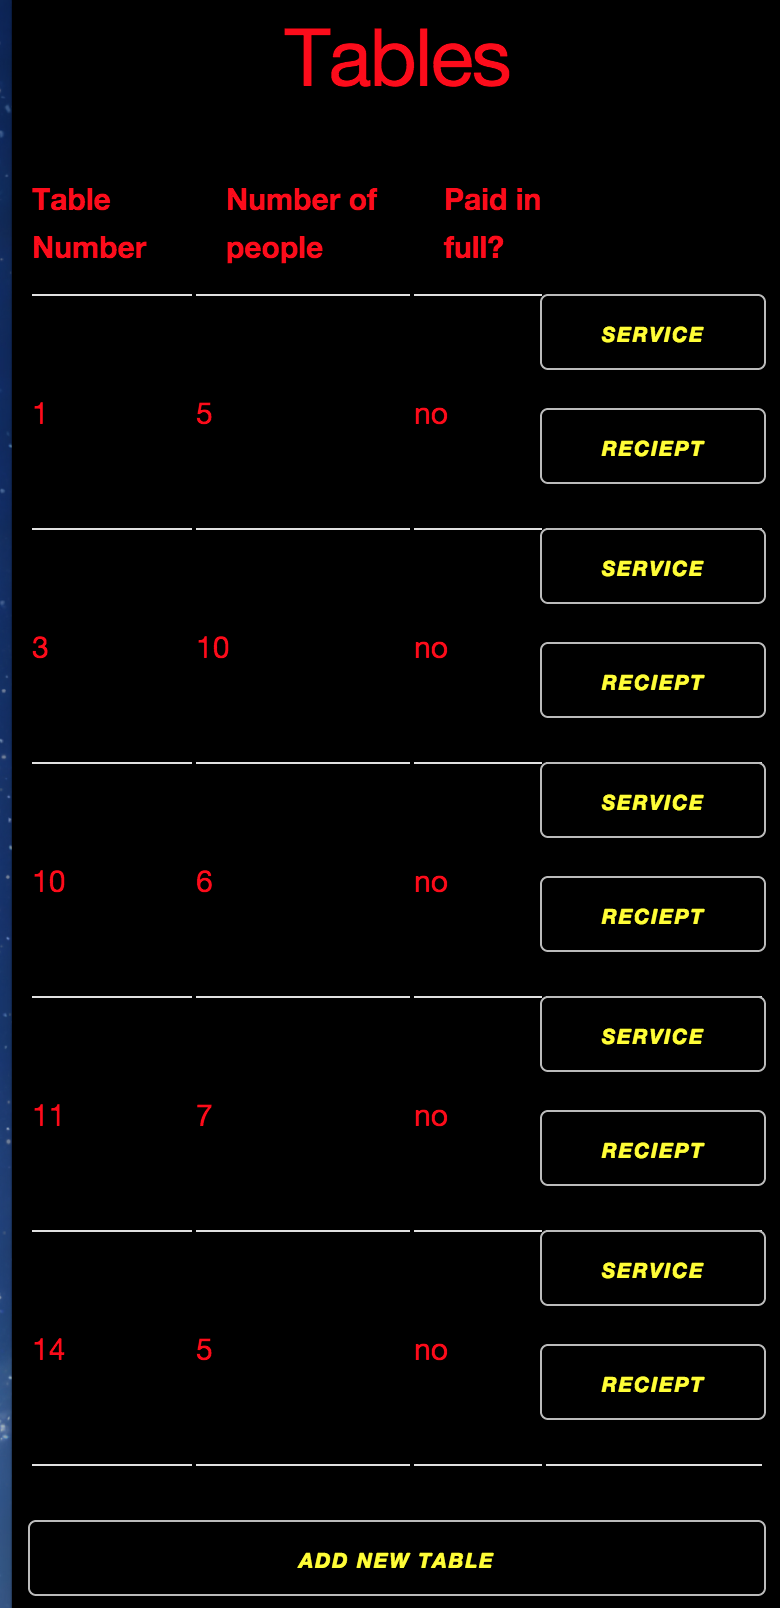 Tables
Table Number of Paid in
Number people full?
SERVICE
1 5 no
RECIEPT
SERVICE
3 10 no
RECIEPT
SERVICE
10 6 no
RECIEPT
SERVICE
11 7 no
RECIEPT
SERVICE
14 5 no
RECIEPT
ADD NEW TABLE